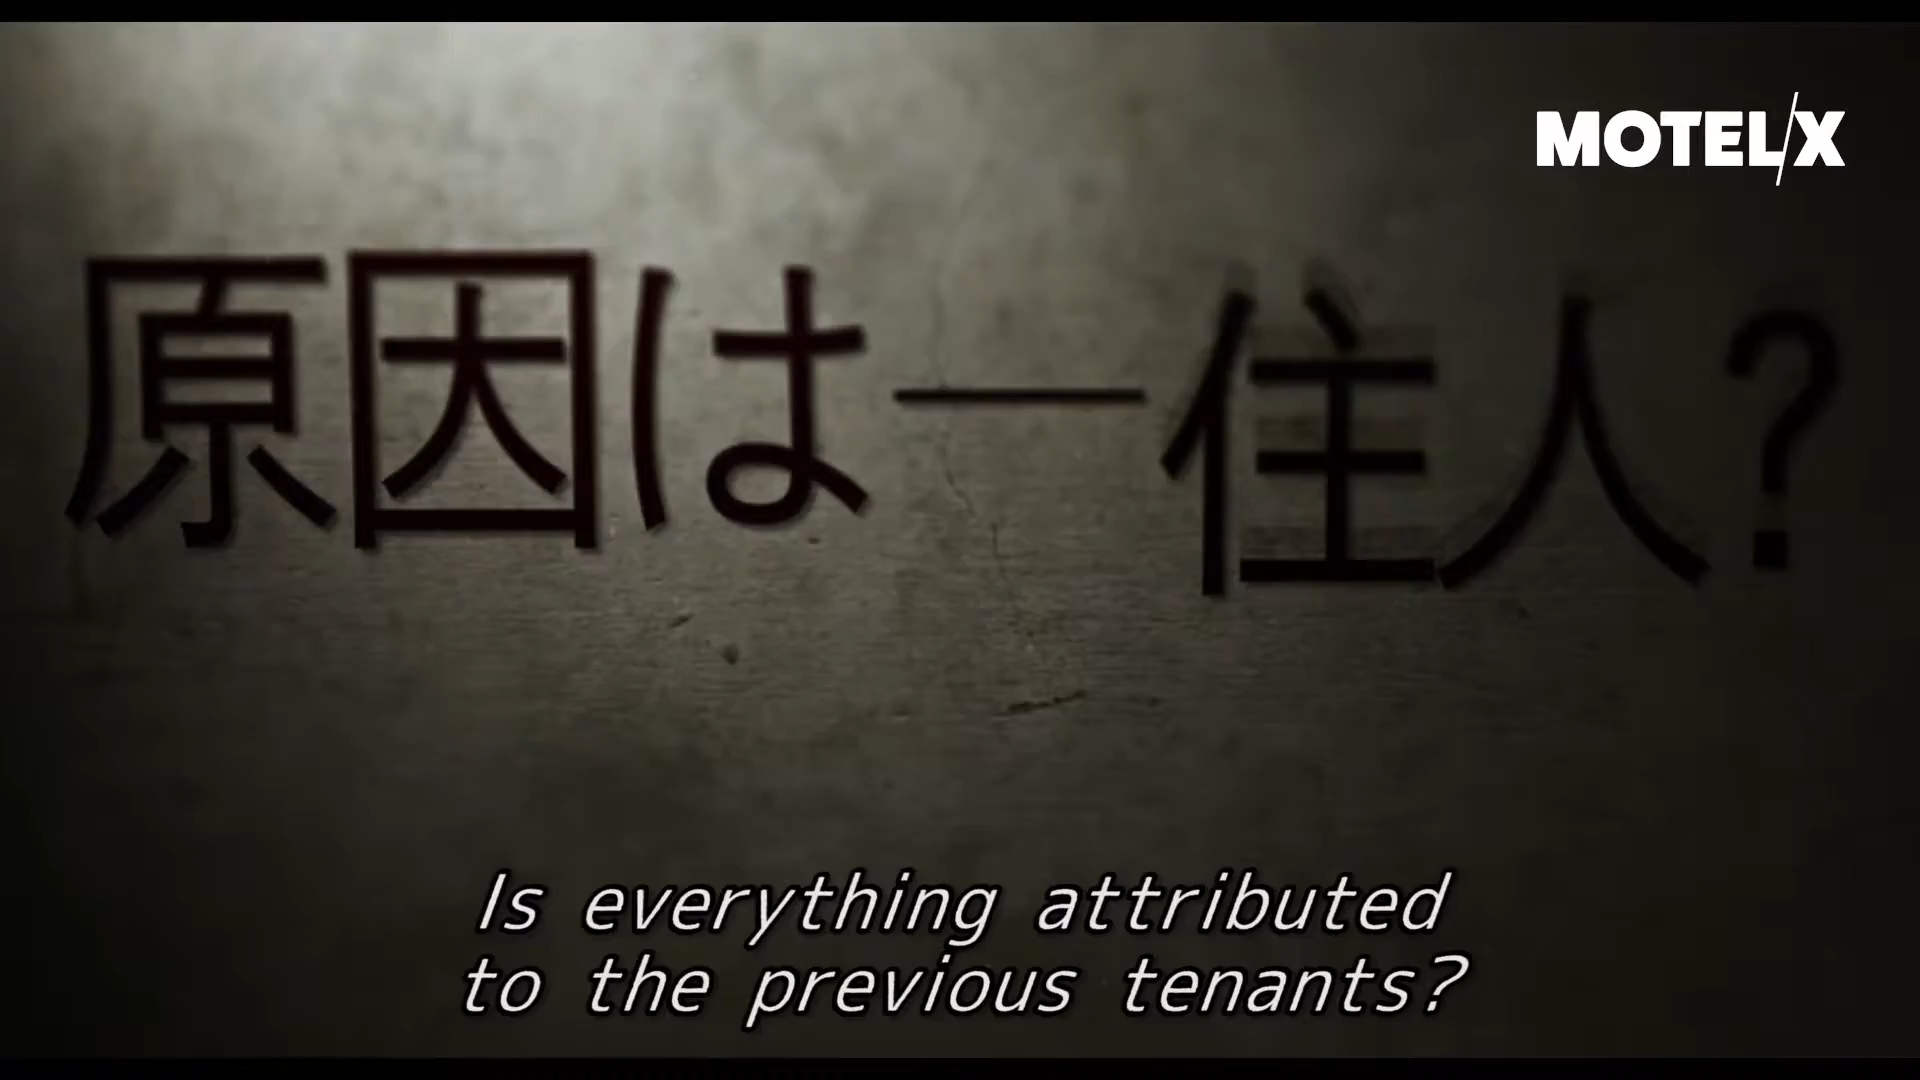 MOTEL/X
原因は一住人?
Is everything attributed
to the previous tenants?